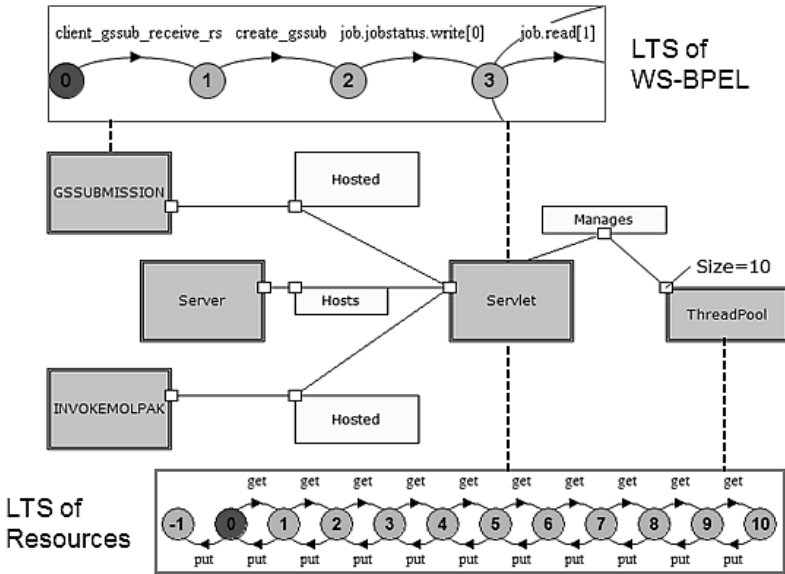 client_gssub_receive_rs create_gssub job.jobstatus.write[0] job.read[1]
0 1 2 3
LTS of
WS-BPEL
GSSUBMISSION
Hosted
Manages
Size=10
Server
Hosts
Servlet
ThreadPool
INVOKEMOLPAK
Hosted
LTS of
Resources
get get get get get get get get get get
-1 0 1 2 3 4 5 6 7 8 9 10
put put put put put put put put put put put